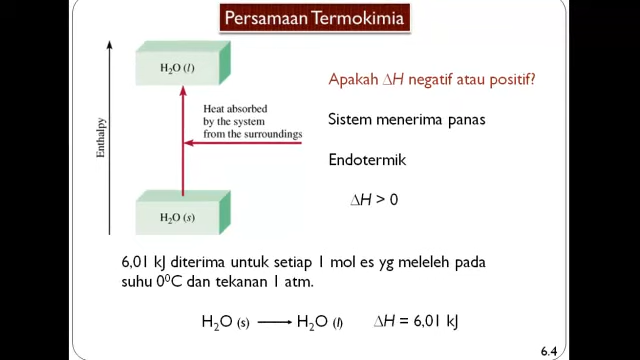 Persamaan Termokimia
H₂O (l)
Heat absorbed
by the system
from the surroundings
Enthalpy
H₂O (s)
Apakah ΔH negatif atau positif?
Sistem menerima panas
Endotermik
ΔH > 0
6,01 kJ diterima untuk setiap 1 mol es yg meleleh pada
suhu 0⁰C dan tekanan 1 atm.
H₂O (s) ⟶ H₂O (l) ΔH = 6,01 kJ
6.4